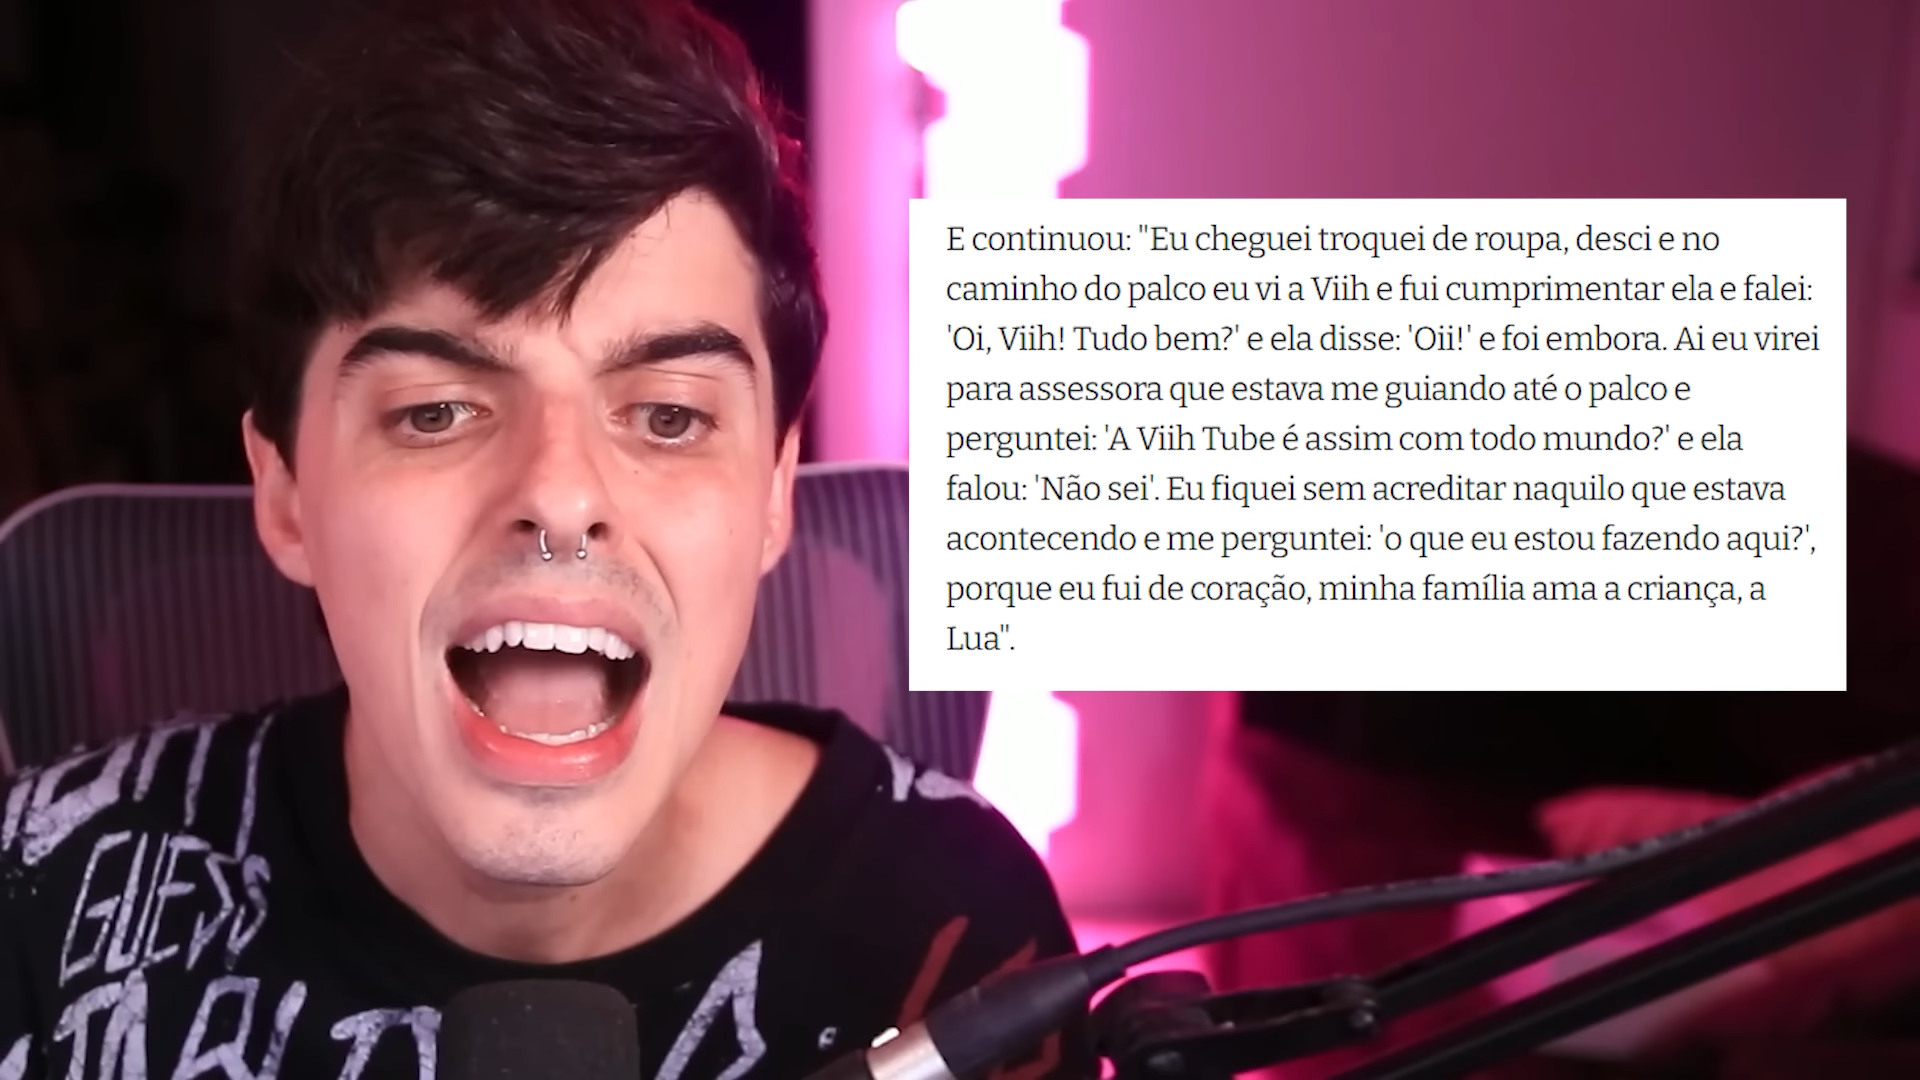 E continuou: "Eu cheguei troquei de roupa, desci e no
caminho do palco eu vi a Viih e fui cumprimentar ela e falei:
'Oi, Viih! Tudo bem?' e ela disse: 'Oii!' e foi embora. Ai eu virei
para assessora que estava me guiando até o palco e
perguntei: 'A Viih Tube é assim com todo mundo?' e ela
falou: 'Não sei'. Eu fiquei sem acreditar naquilo que estava
acontecendo e me perguntei: 'o que eu estou fazendo aqui?',
porque eu fui de coração, minha família ama a criança, a
Lua".
GUESS